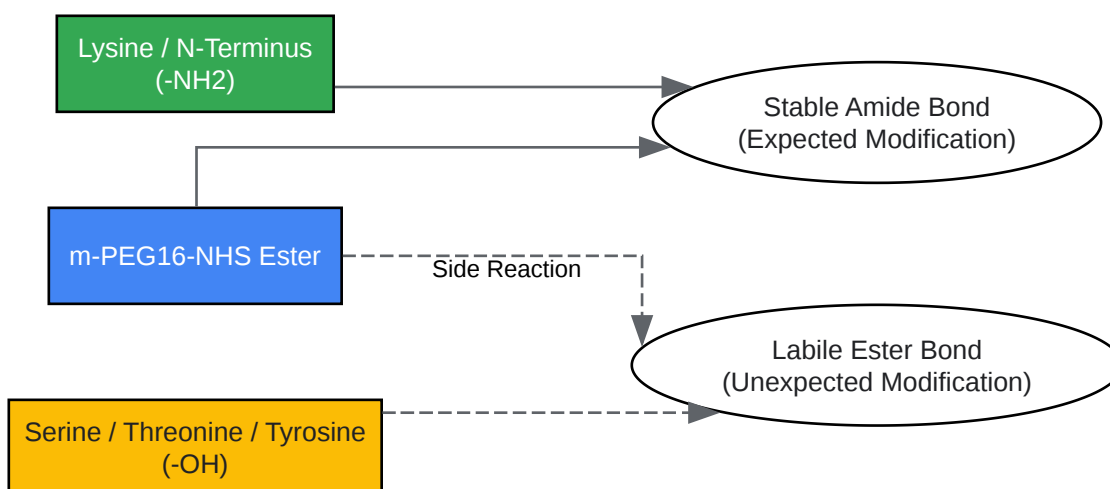 Lysine / N-Terminus
(-NH2)
Stable Amide Bond
(Expected Modification)
m-PEG16-NHS Ester
Side Reaction
Labile Ester Bond
(Unexpected Modification)
Serine / Threonine / Tyrosine
(-OH)